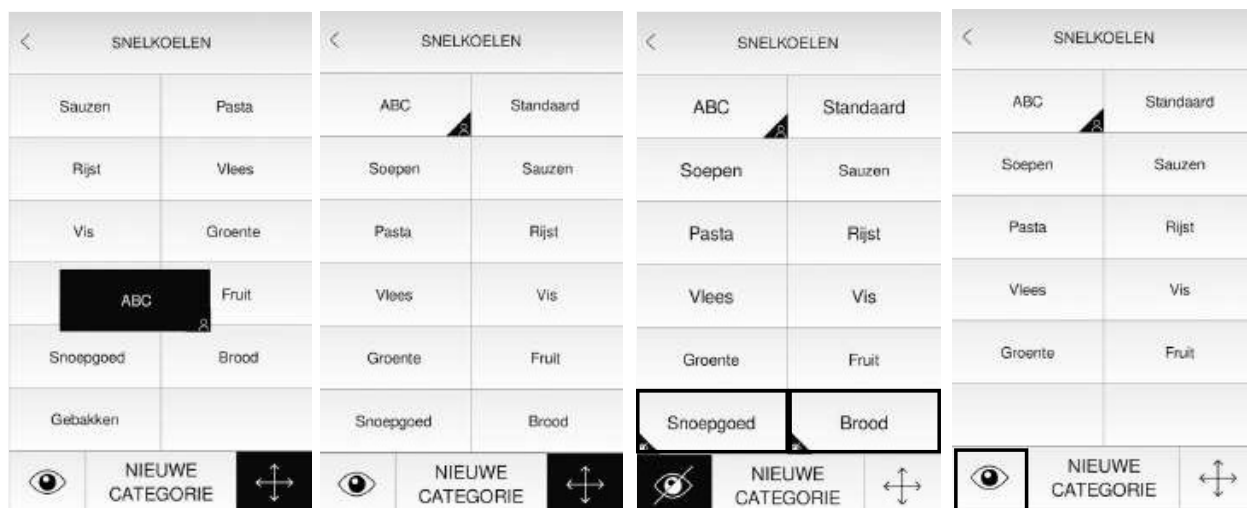 SNELKOELEN
Sauzen Pasta
Rijst Vlees
Vis Groente
ABC Fruit
Snoepgoed Brood
Gebakken
NIEUWE
CATEGORIE
SNELKOELEN
ABC Standaard
Soepen Sauzen
Pasta Rijst
Vlees Vis
Groente Fruit
Snoepgoed Brood
NIEUWE
CATEGORIE
SNELKOELEN
ABC Standaard
Soepen Sauzen
Pasta Rijst
Vlees Vis
Groente Fruit
Snoepgoed Brood
NIEUWE
CATEGORIE
SNELKOELEN
ABC Standaard
Soepen Sauzen
Pasta Rijst
Vlees Vis
Groente Fruit
NIEUWE
CATEGORIE